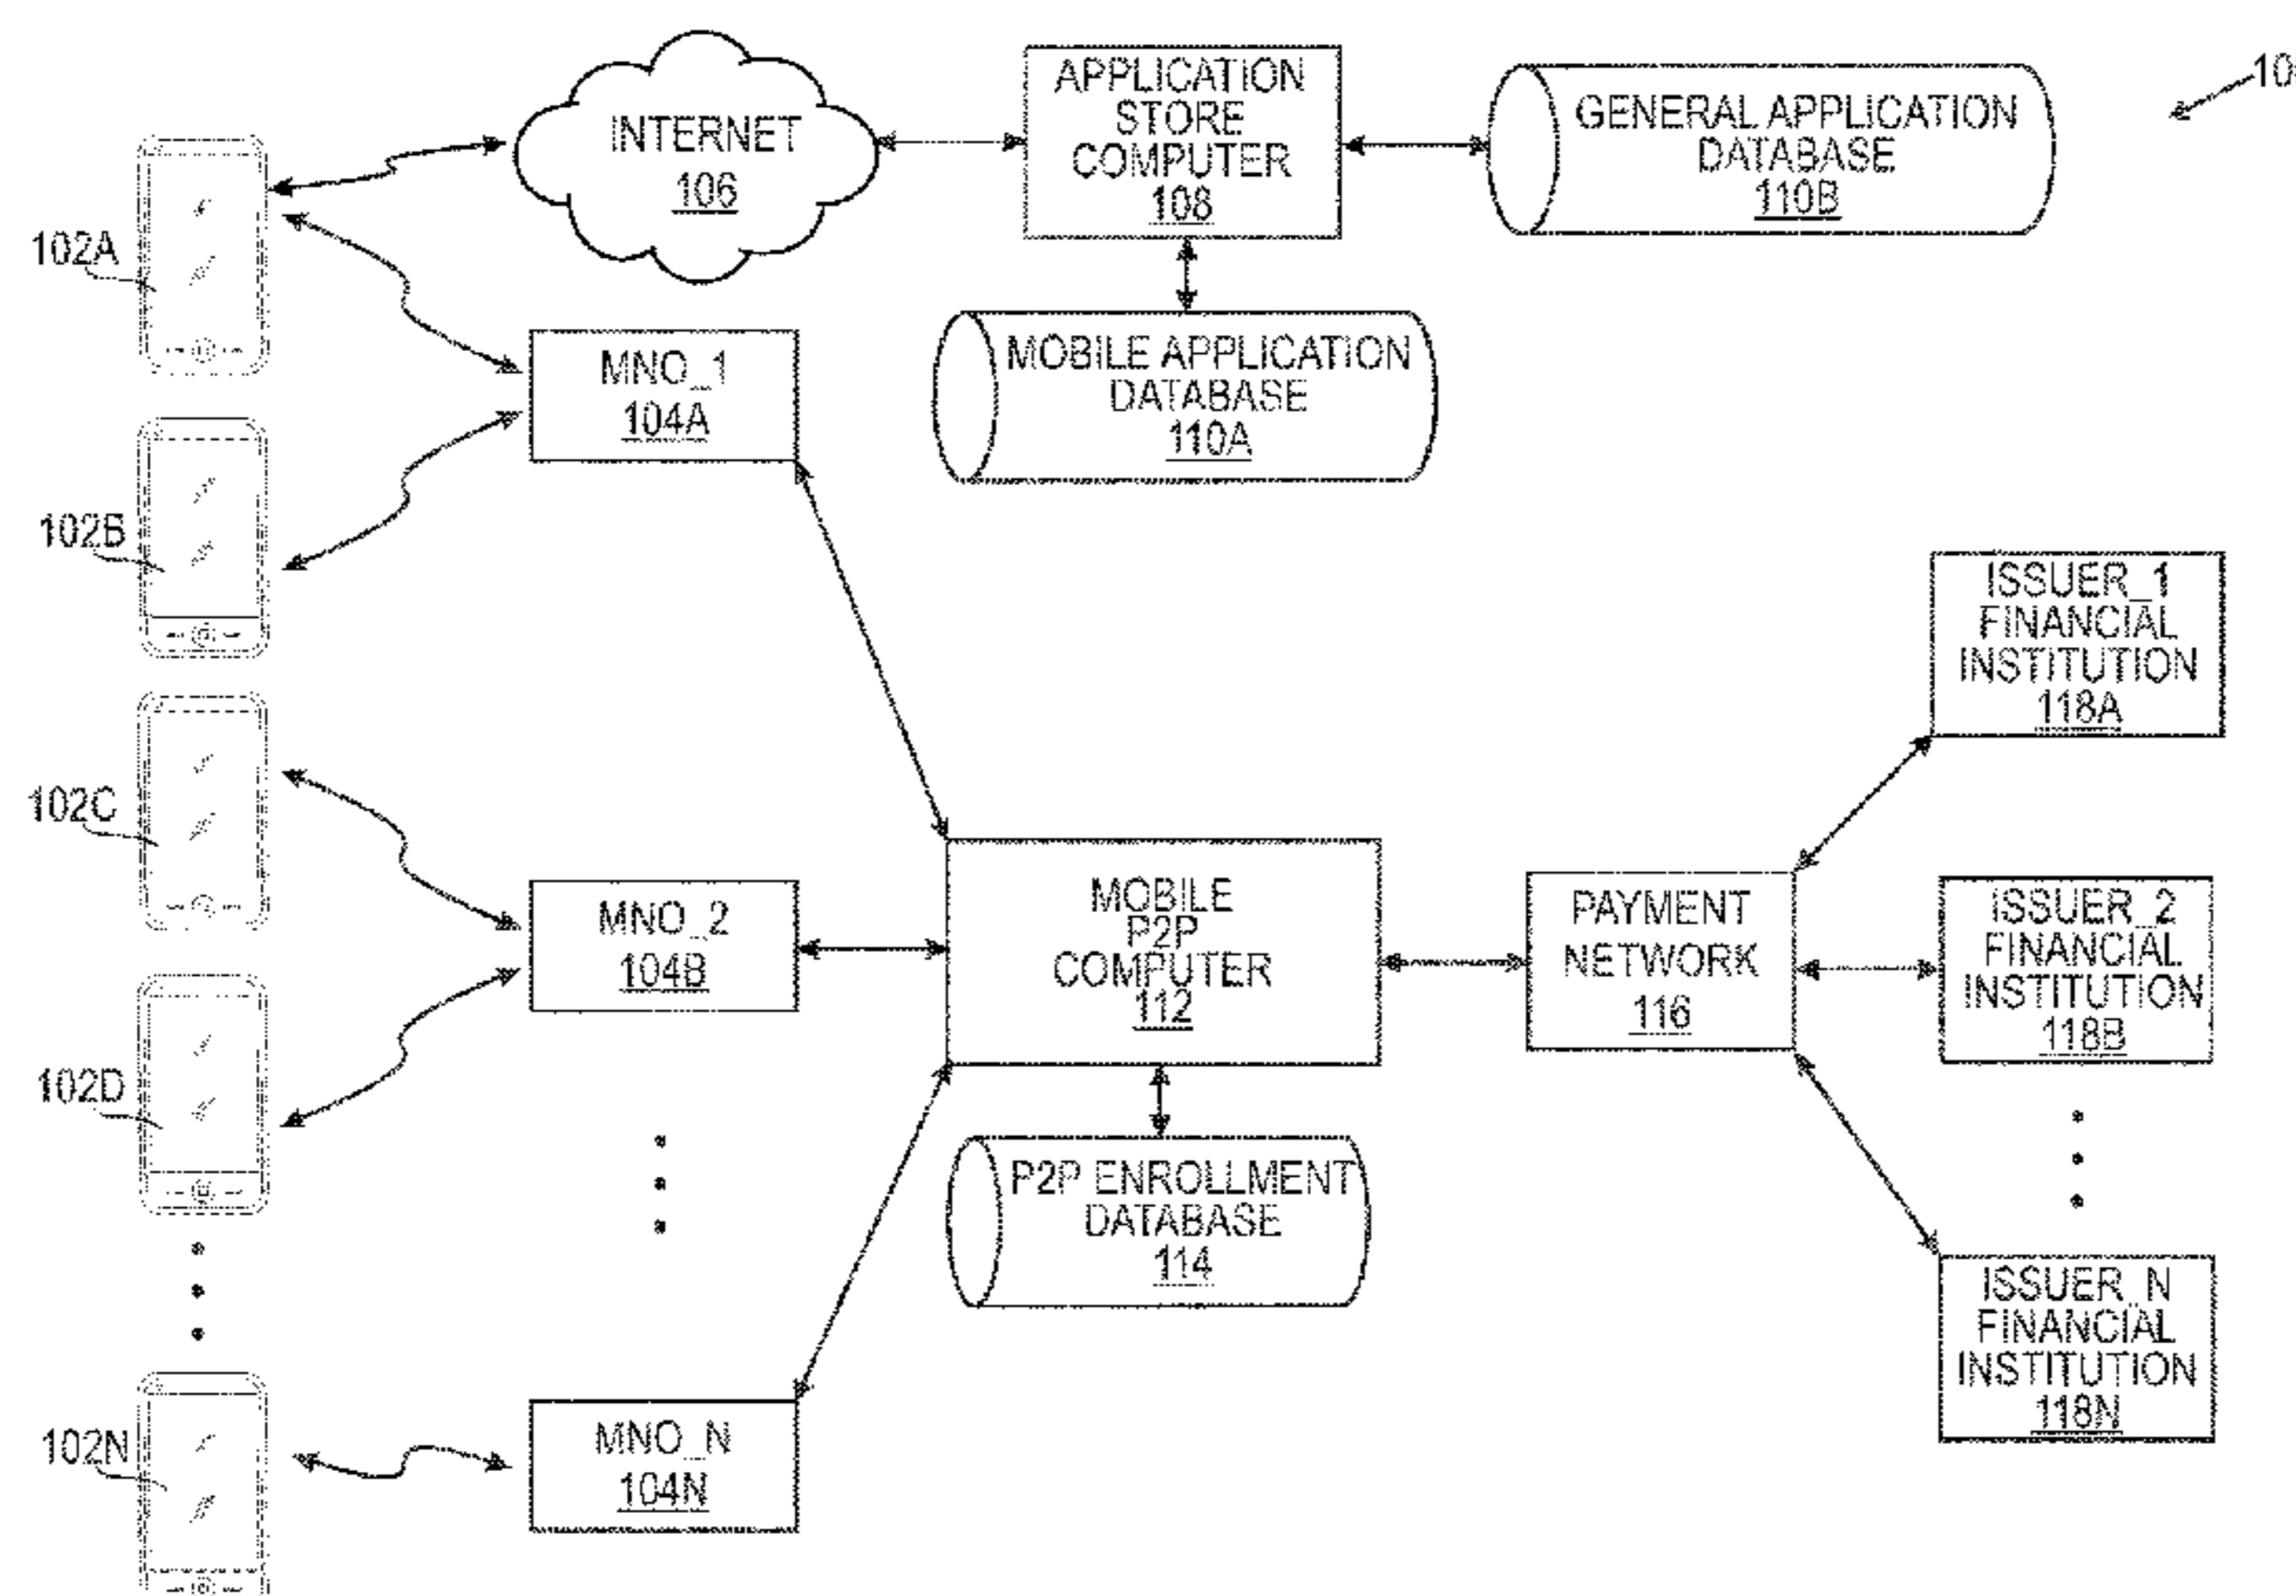 INTERNET
106
APPLICATION
STORE
COMPUTER
108
GENERAL APPLICATION
DATABASE
110B
10
102A
MNO_1
104A
MOBILE APPLICATION
DATABASE
110A
102B
ISSUER_1
FINANCIAL
INSTITUTION
118A
102C
MNO_2
104B
MOBILE
P2P
COMPUTER
112
PAYMENT
NETWORK
116
ISSUER_2
FINANCIAL
INSTITUTION
118B
102D
P2P ENROLLMENT
DATABASE
114
ISSUER_N
FINANCIAL
INSTITUTION
118N
102N
MNO_N
104N